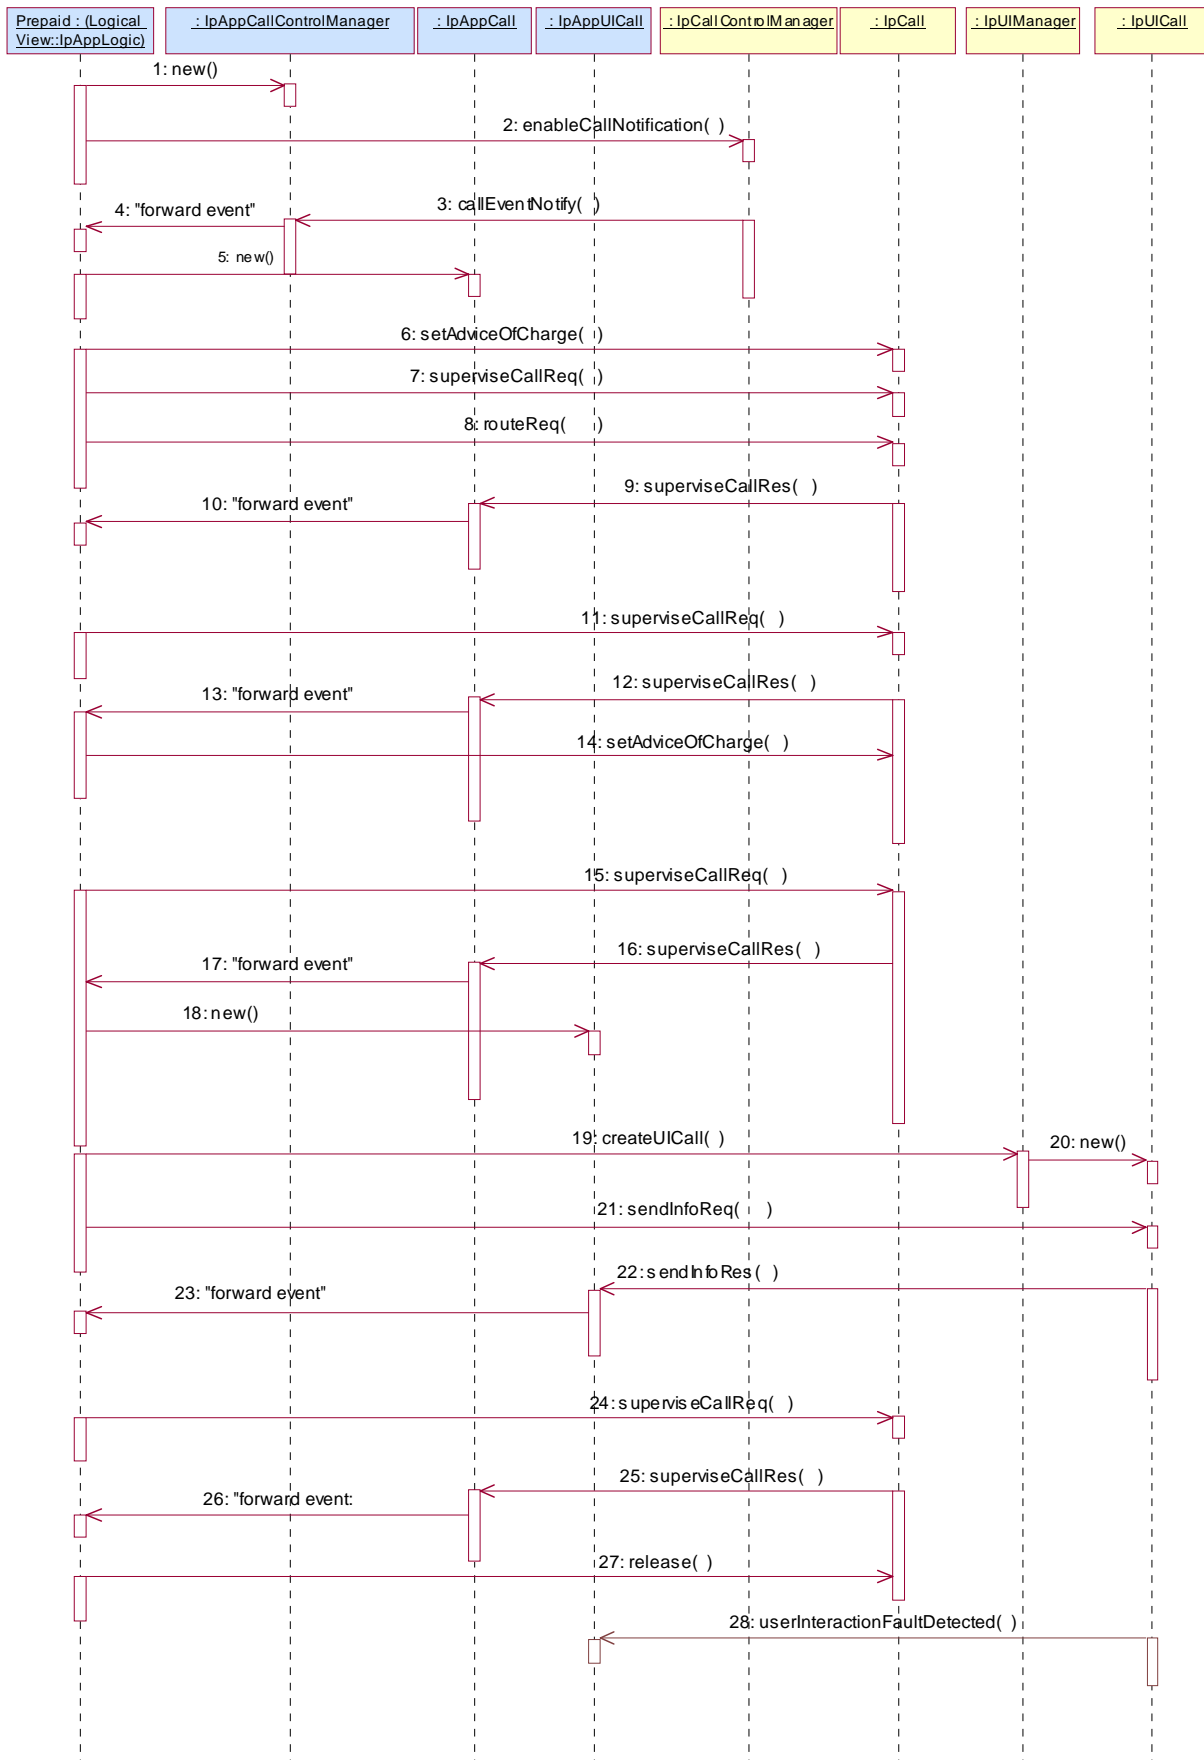 Prepaid : (Logical
View::IpAppLogic)
: IpAppCallControlManager
: IpAppCall
: IpAppUICall
: IpCallControlManager
: IpCall
: IpUIManager
: IpUICall
1: new()
2: enableCallNotification( )
3: callEventNotify( )
4: "forward event"
5: new()
6: setAdviceOfCharge( )
7: superviseCallReq( )
8: routeReq( )
9: superviseCallRes( )
10: "forward event"
11: superviseCallReq( )
12: superviseCallRes( )
13: "forward event"
14: setAdviceOfCharge( )
15: superviseCallReq( )
16: superviseCallRes( )
17: "forward event"
18: new()
19: createUICall( )
20: new()
21: sendInfoReq( )
22: sendInfoRes( )
23: "forward event"
24: superviseCallReq( )
25: superviseCallRes( )
26: "forward event:
27: release( )
28: userInteractionFaultDetected( )